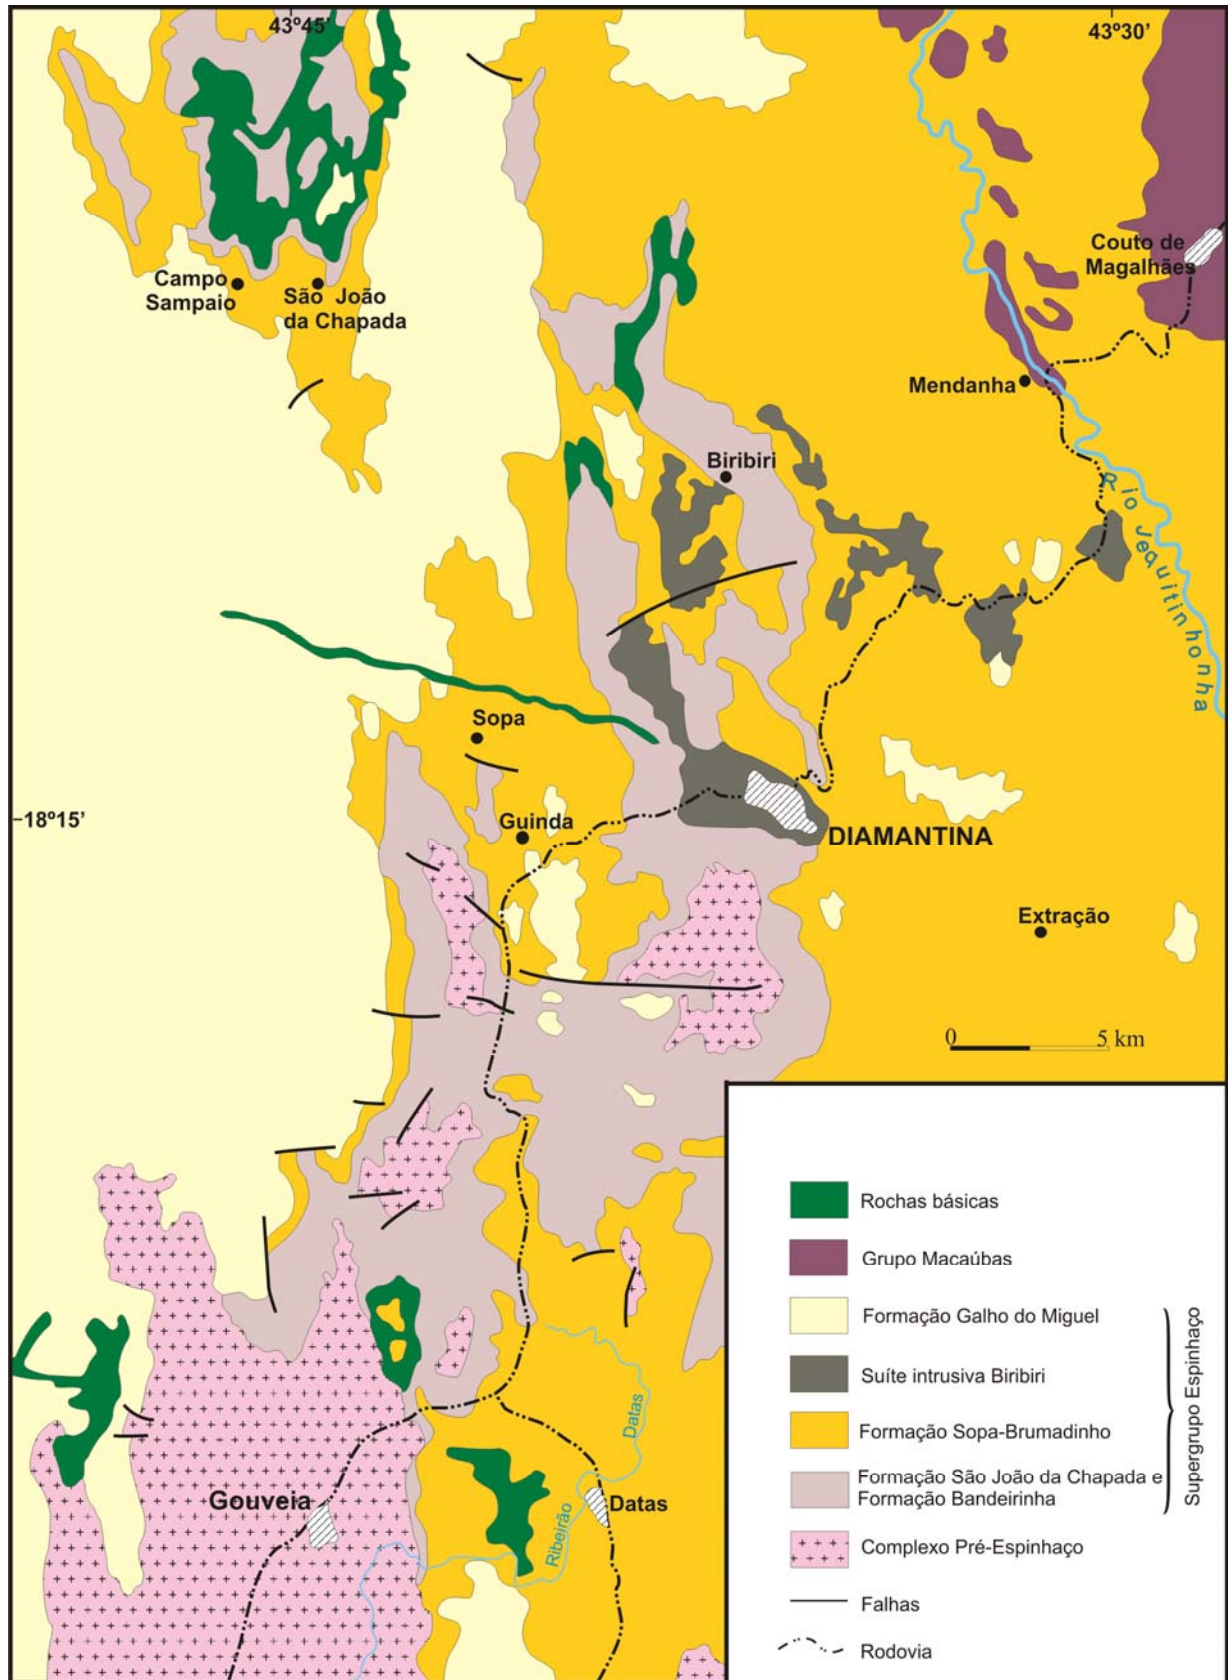 43º45'
43º30'
Couto de
Magalhães
Campo
Sampaio
São João
da Chapada
Mendanha
Biribiri
Rio Jequitinhonha
Sopa
18º15'
Guinda
DIAMANTINA
Extração
0
5 km
Rochas básicas
Grupo Macaúbas
Formação Galho do Miguel
Suíte intrusiva Biribiri
Formação Sopa-Brumadinho
Formação São João da Chapada e
Formação Bandeirinha
Supergrupo Espinhaço
Complexo Pré-Espinhaço
Falhas
Rodovia
Datas
Gouveia
Datas
Ribeirão